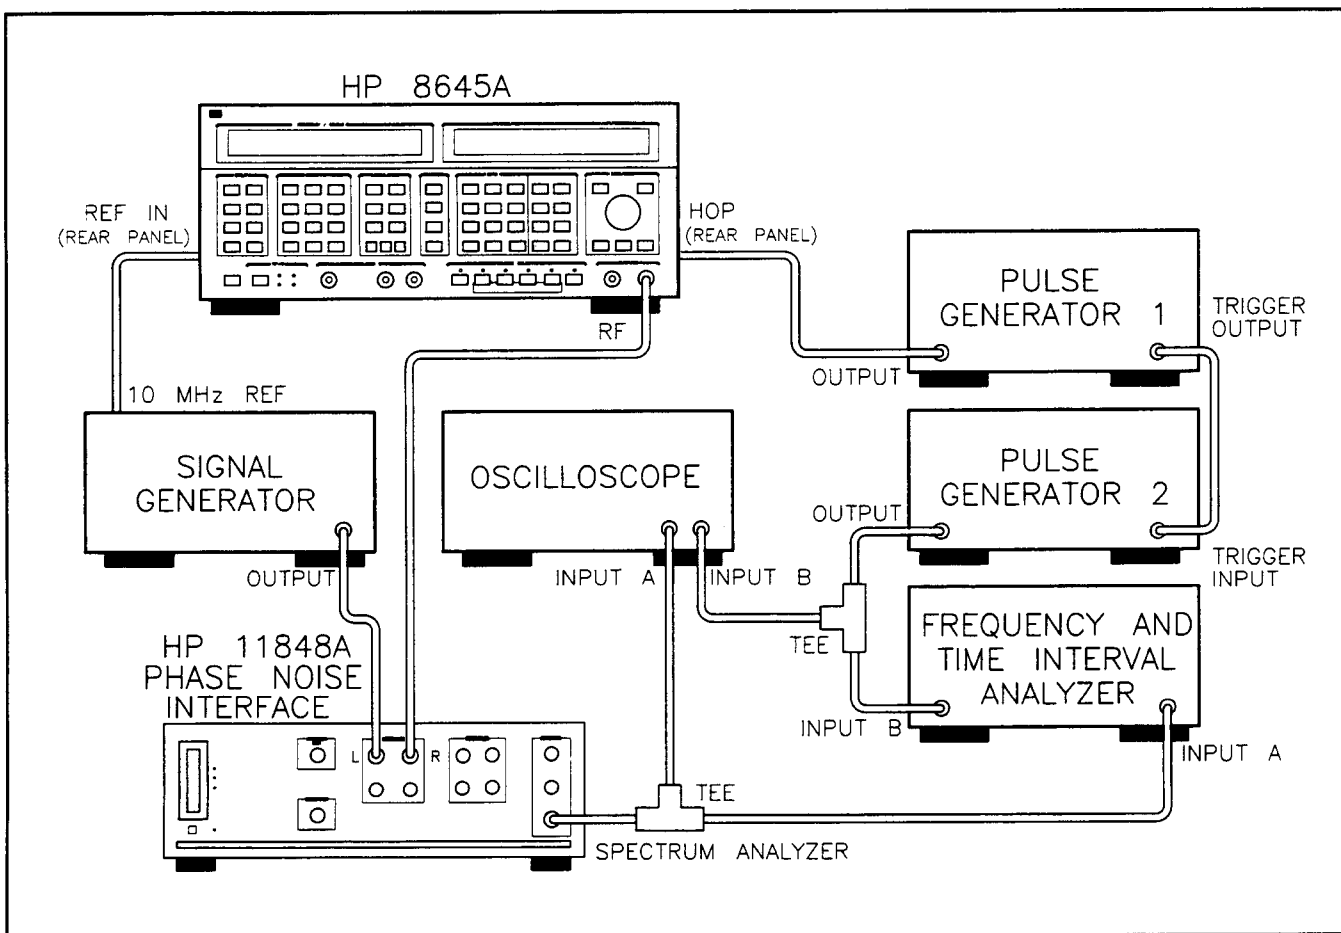 HP 8645A
REF IN
(REAR PANEL)
HOP
(REAR PANEL)
PULSE
GENERATOR 1
TRIGGER
OUTPUT
OUTPUT
RF
10 MHz REF
SIGNAL
GENERATOR
OUTPUT
OSCILLOSCOPE
INPUT A
INPUT B
PULSE
GENERATOR 2
OUTPUT
TRIGGER
INPUT
TEE
FREQUENCY AND
TIME INTERVAL
ANALYZER
INPUT B
INPUT A
HP 11848A
PHASE NOISE
INTERFACE
L
R
TEE
SPECTRUM ANALYZER